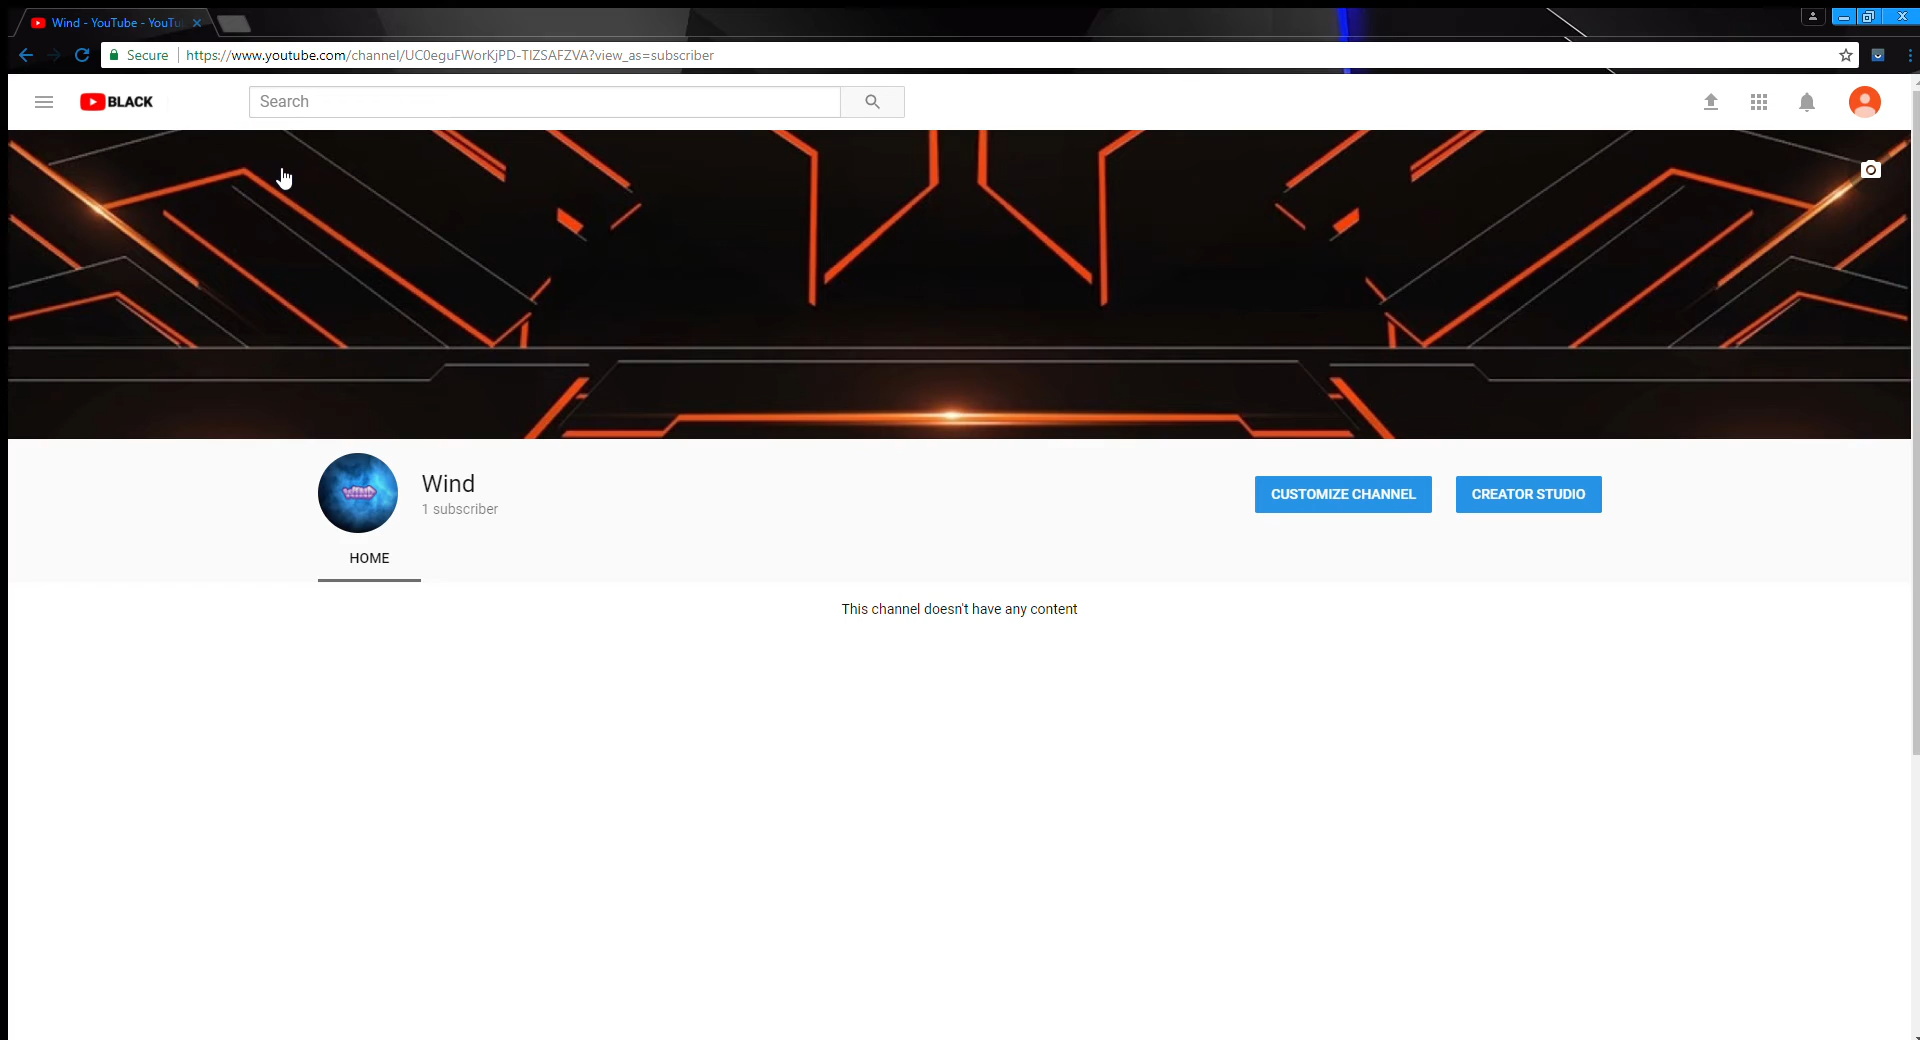 Wind - YouTube - YouTu
Secure https://www.youtube.com/channel/UC0eguFWorKjPD-TIZSAFZVA?view_as=subscriber
BLACK
Search
Wind
1 subscriber
CUSTOMIZE CHANNEL
CREATOR STUDIO
HOME
This channel doesn't have any content